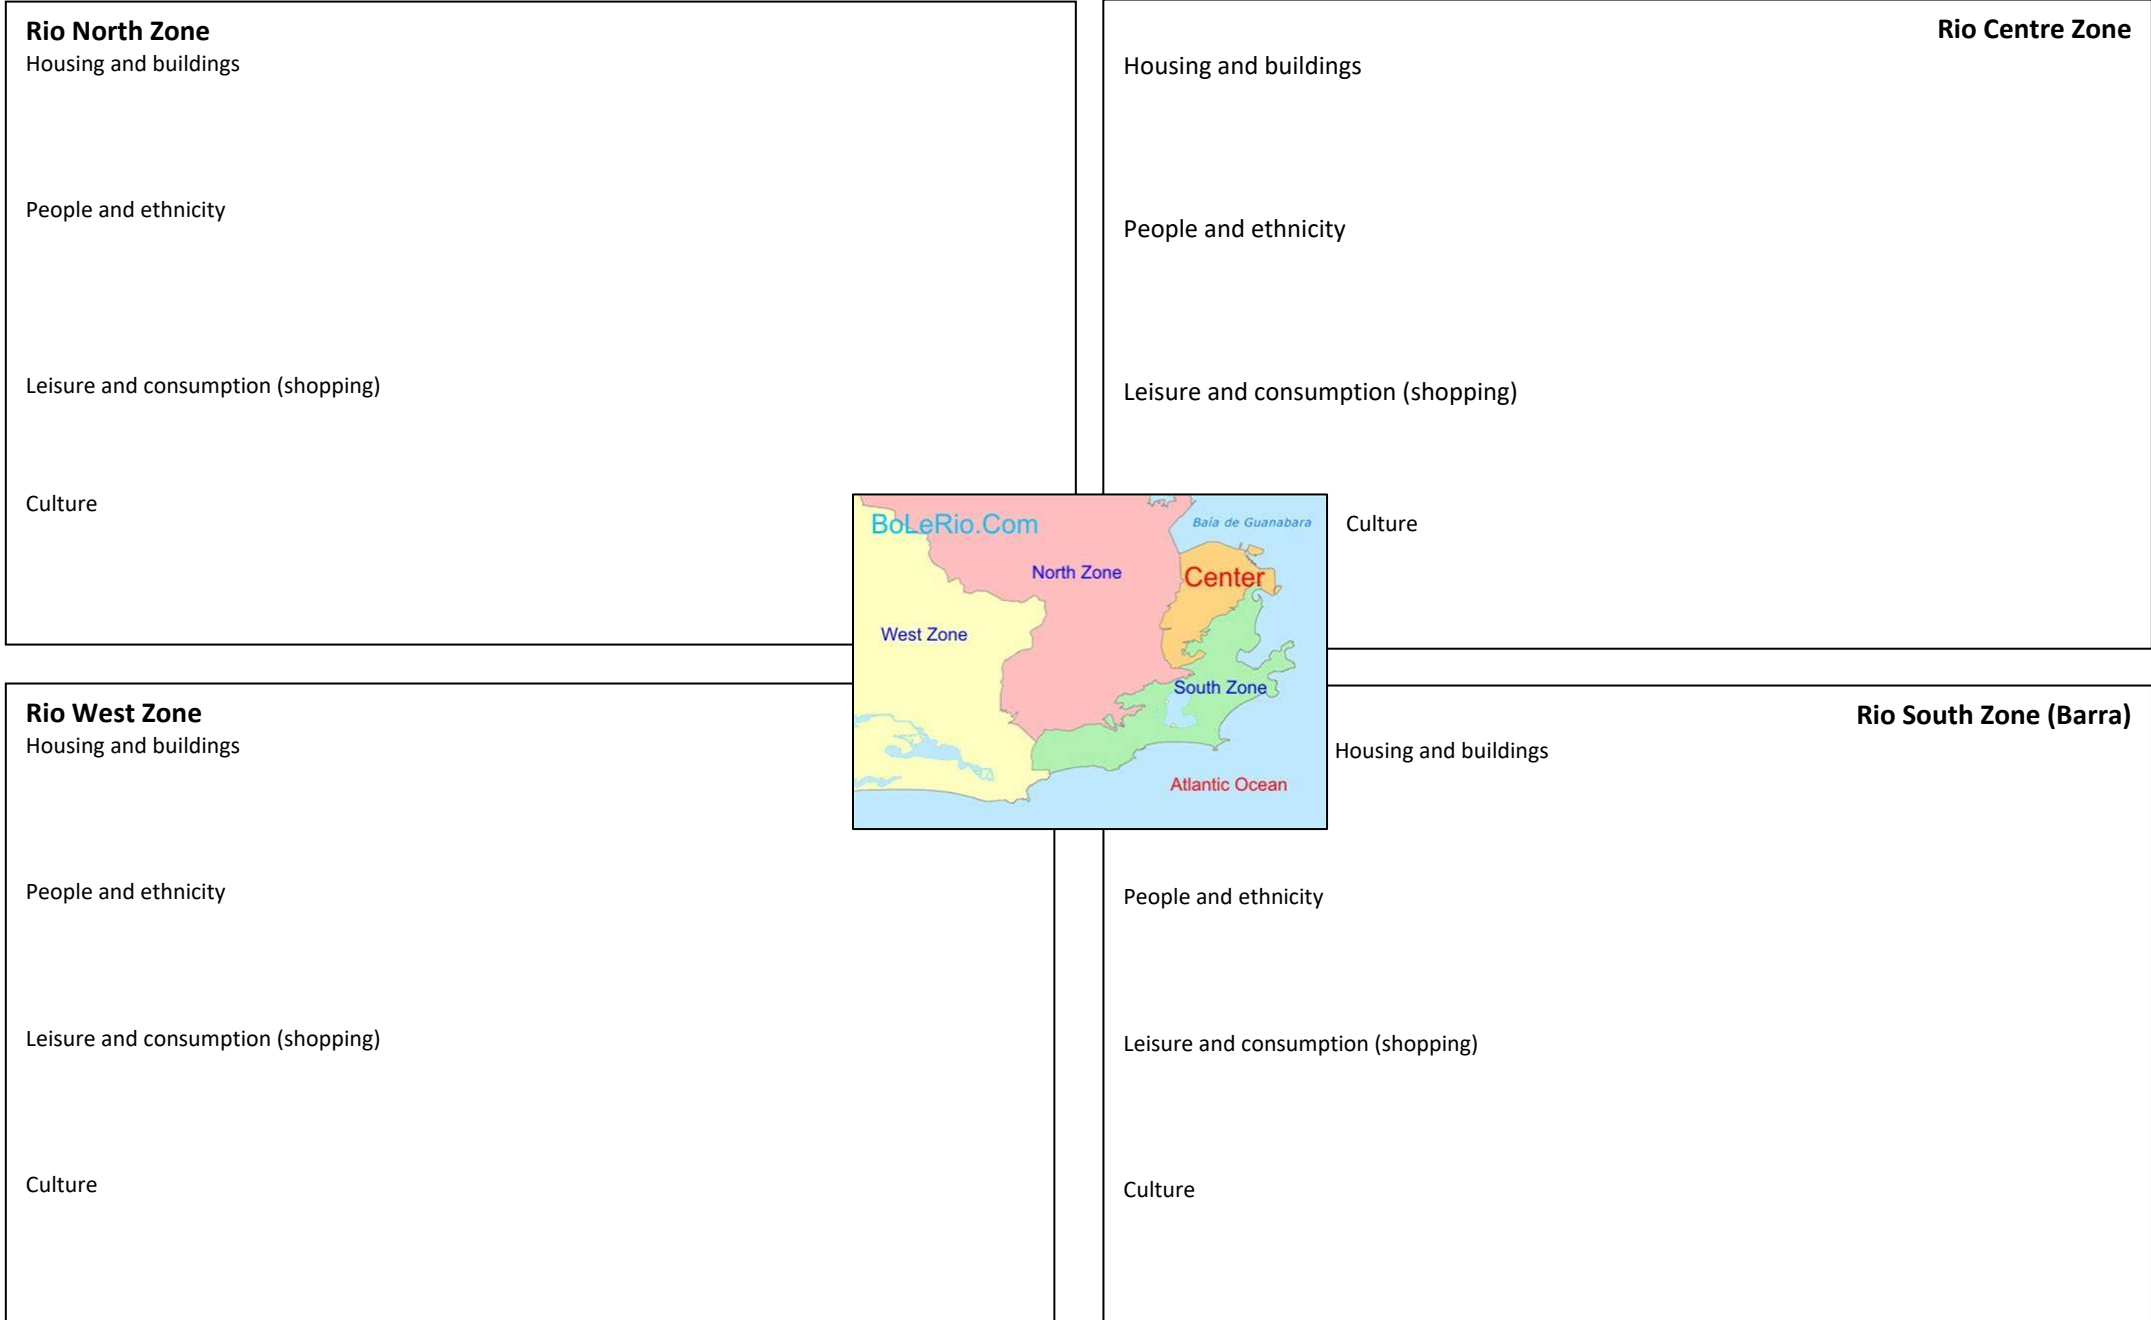 Rio North Zone
Housing and buildings
People and ethnicity
Leisure and consumption (shopping)
Culture
Rio Centre Zone
Housing and buildings
People and ethnicity
Leisure and consumption (shopping)
Culture
BoLeRio.Com
Baía de Guanabara
North Zone
Center
West Zone
South Zone
Atlantic Ocean
Rio West Zone
Housing and buildings
People and ethnicity
Leisure and consumption (shopping)
Culture
Rio South Zone (Barra)
Housing and buildings
People and ethnicity
Leisure and consumption (shopping)
Culture